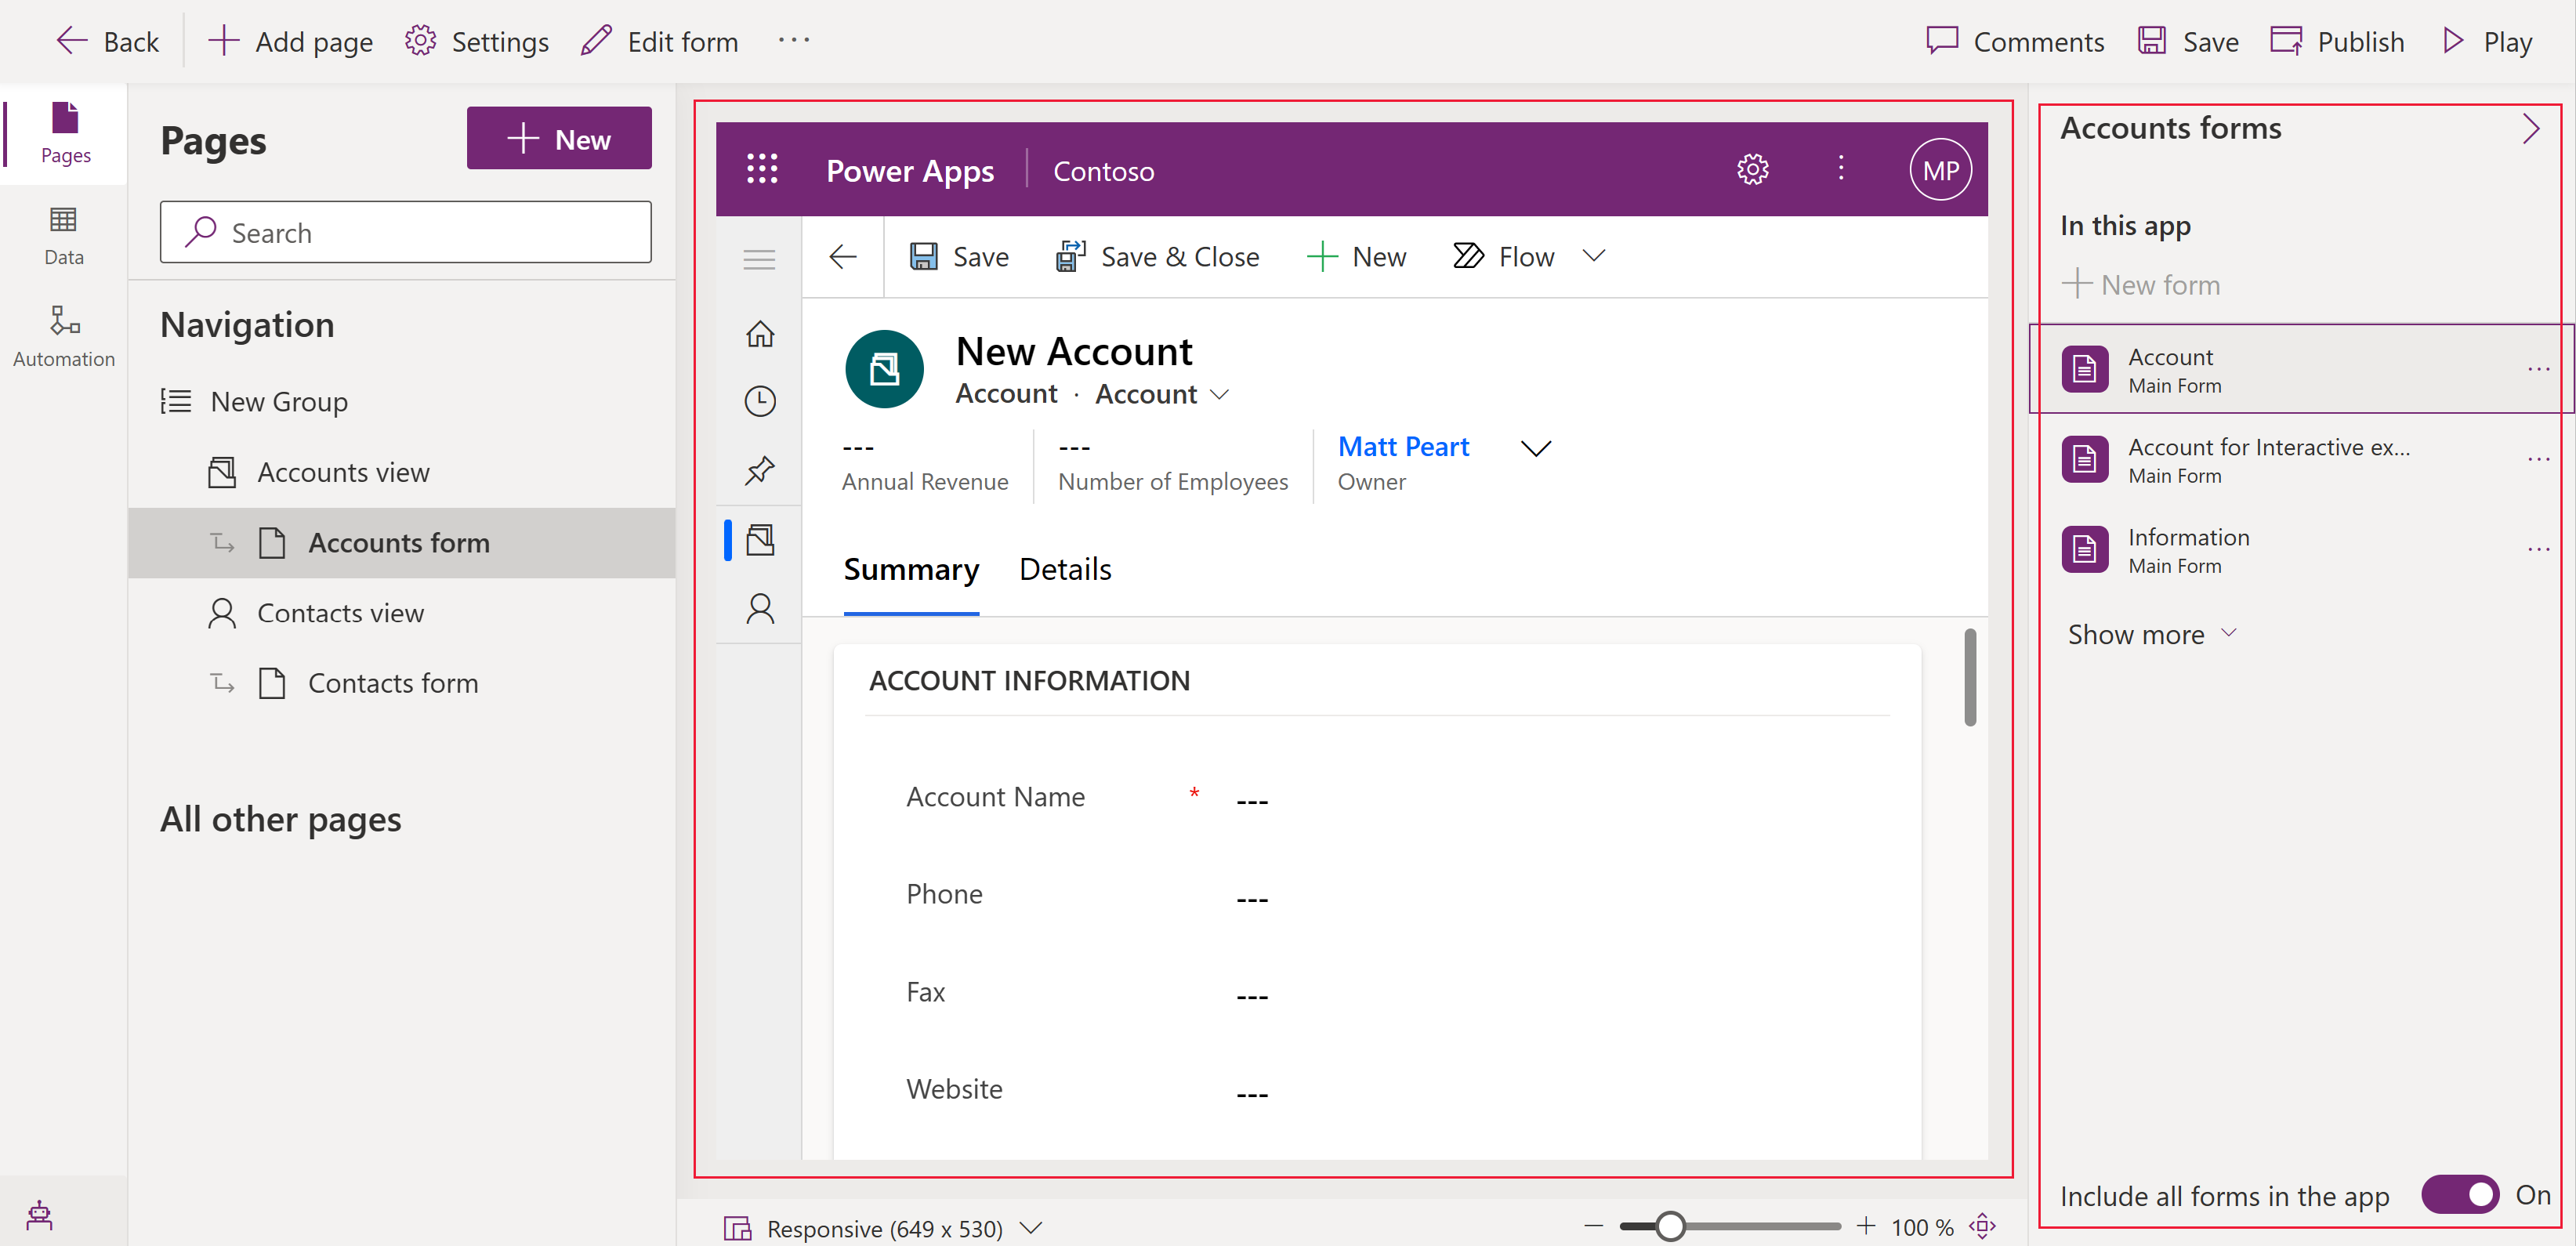 Back
Add page
Settings
Edit form
...
Comments
Save
Publish
Play
Pages
Data
Automation
Pages
New
Search
Navigation
New Group
Accounts view
Accounts form
Contacts view
Contacts form
All other pages
Power Apps
Contoso
MP
Save
Save & Close
New
Flow
New Account
Account · Account
---
Annual Revenue
---
Number of Employees
Matt Peart
Owner
Summary
Details
ACCOUNT INFORMATION
Account Name * ---
Phone ---
Fax ---
Website ---
Responsive (649 x 530)
100 %
Accounts forms
In this app
New form
Account
Main Form
Account for Interactive ex...
Main Form
Information
Main Form
Show more
Include all forms in the app
On